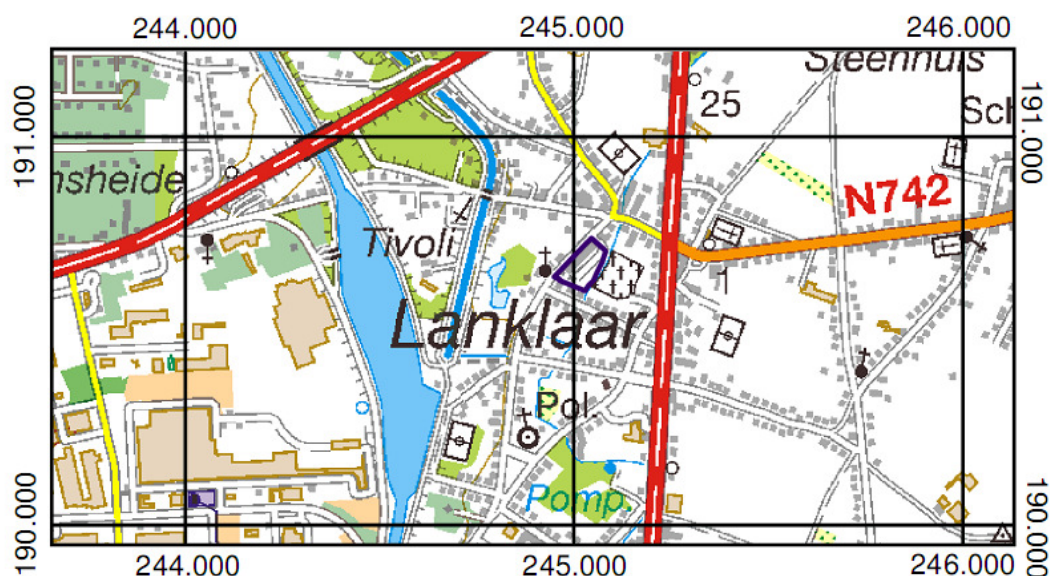 244.000 245.000 246.000
Steenhuis
25
Sch
191.000 191.000
nsheide
N742
Tivoli
1
Lanklaar
Pol.
Pomp.
190.000 190.000
244.000 245.000 246.000